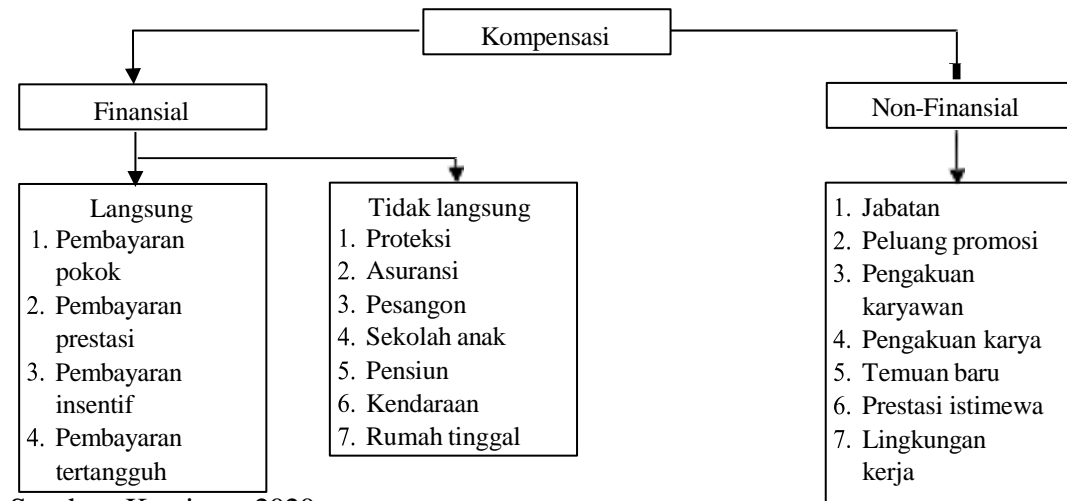 Kompensasi
Finansial
Non-Finansial
Langsung
1. Pembayaran
pokok
2. Pembayaran
prestasi
3. Pembayaran
insentif
4. Pembayaran
tertangguh
Tidak langsung
1. Proteksi
2. Asuransi
3. Pesangon
4. Sekolah anak
5. Pensiun
6. Kendaraan
7. Rumah tinggal
1. Jabatan
2. Peluang promosi
3. Pengakuan
karyawan
4. Pengakuan karya
5. Temuan baru
6. Prestasi istimewa
7. Lingkungan
kerja